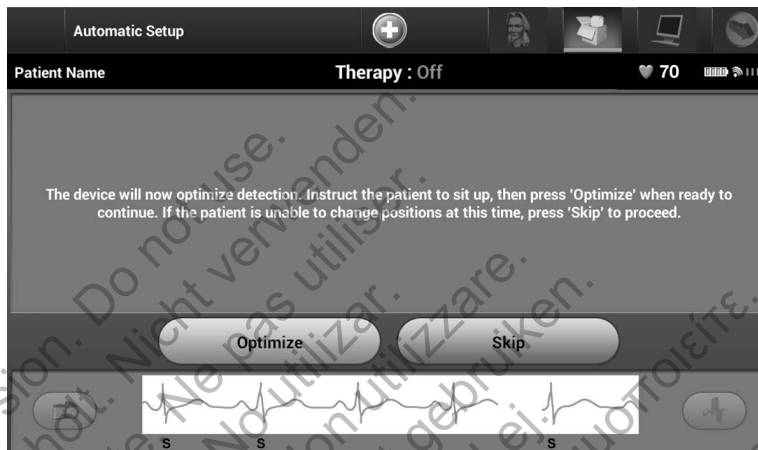 Automatic Setup
Patient Name
Therapy : Off
70
The device will now optimize detection. Instruct the patient to sit up, then press 'Optimize' when ready to
continue. If the patient is unable to change positions at this time, press 'Skip' to proceed.
Optimize
Skip
S
S
S
Do not use.
Nicht verwenden.
Ne pas utiliser.
No utilizar.
utilizzare.
gebruiken.
ej.